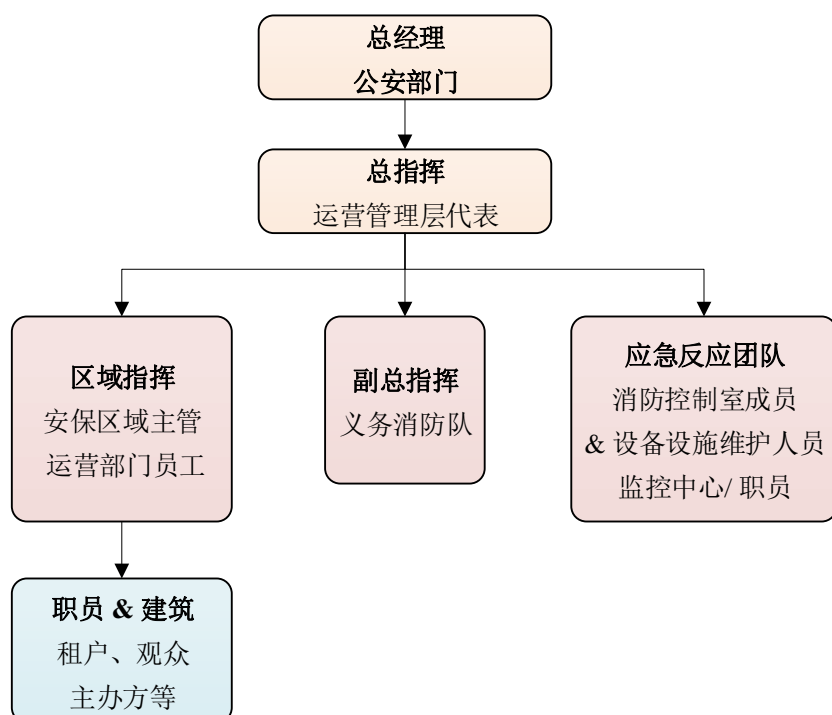 总经理
公安部门
总指挥
运营管理层代表
区域指挥
安保区域主管
运营部门员工
副总指挥
义务消防队
应急反应团队
消防控制室成员
& 设备设施维护人员
监控中心/ 职员
职员 & 建筑
租户、观众
主办方等